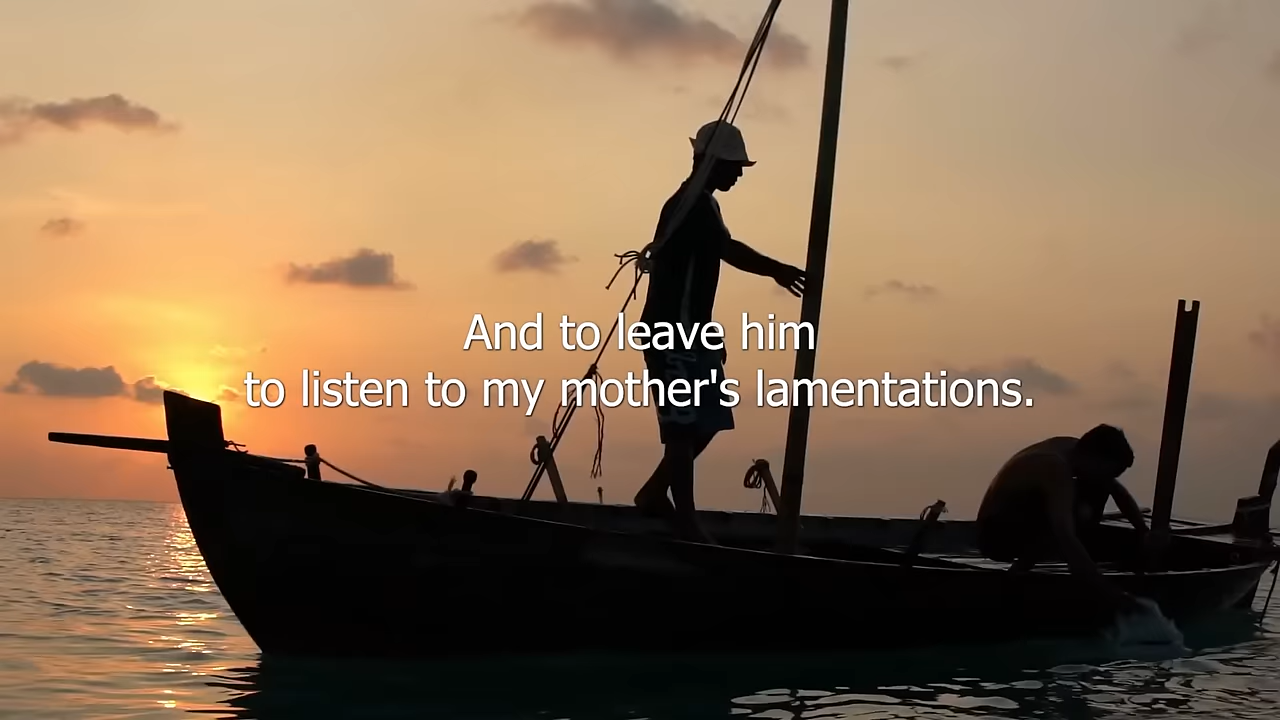 And to leave him
to listen to my mother's lamentations.